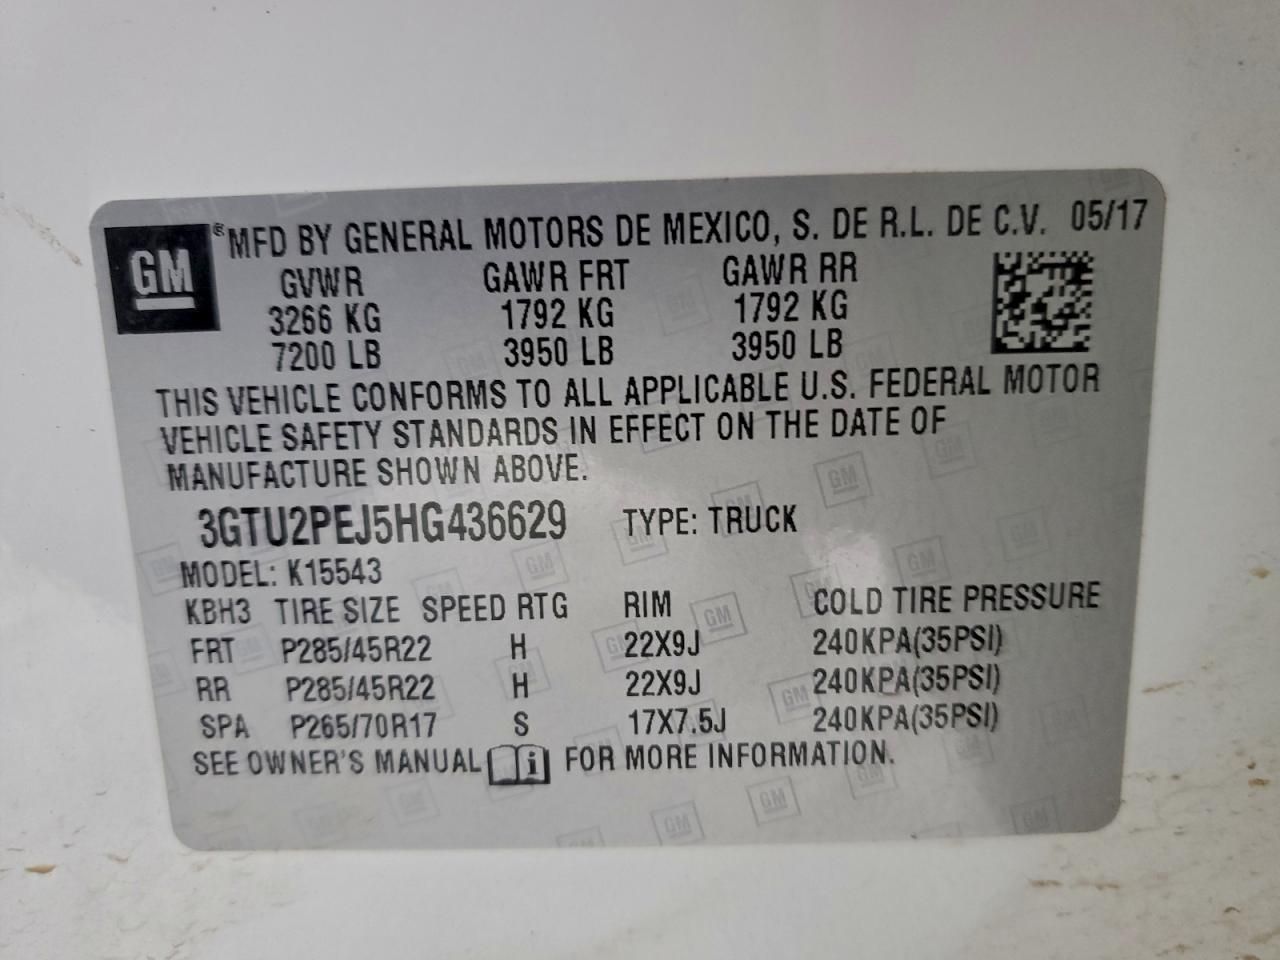 GM ® MFD BY GENERAL MOTORS DE MEXICO, S. DE R.L. DE C.V. 05/17
GVWR GAWR FRT GAWR RR
3266 KG 1792 KG 1792 KG
7200 LB 3950 LB 3950 LB
THIS VEHICLE CONFORMS TO ALL APPLICABLE U.S. FEDERAL MOTOR
VEHICLE SAFETY STANDARDS IN EFFECT ON THE DATE OF
MANUFACTURE SHOWN ABOVE.
3GTU2PEJ5HG436629 TYPE: TRUCK
MODEL: K15543
KBH3 TIRE SIZE SPEED RTG RIM COLD TIRE PRESSURE
FRT P285/45R22 H 22X9J 240KPA(35PSI)
RR P285/45R22 H 22X9J 240KPA(35PSI)
SPA P265/70R17 S 17X7.5J 240KPA(35PSI)
SEE OWNER'S MANUAL i FOR MORE INFORMATION.